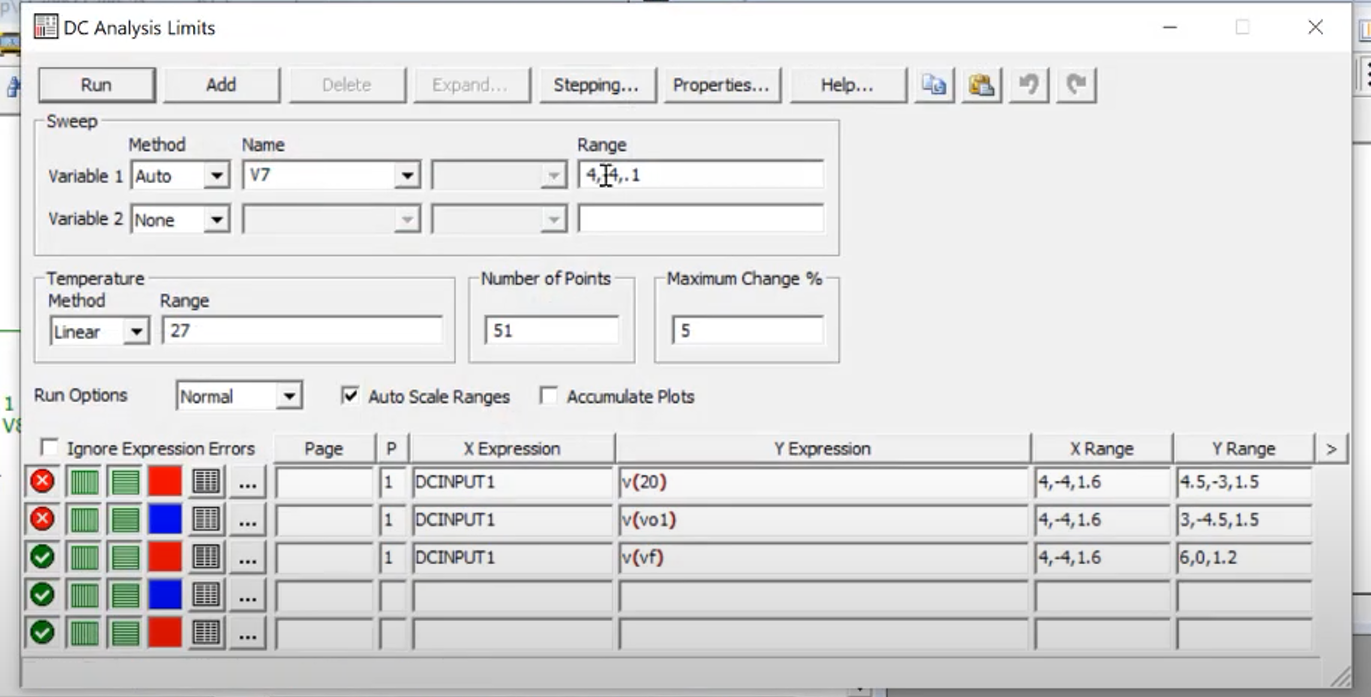 DC Analysis Limits
Run Add Delete Expand... Stepping... Properties... Help...
Sweep
Method Name Range
Variable 1 Auto V7 4,-4,.1
Variable 2 None
Temperature Number of Points Maximum Change %
Method Range
Linear 27 51 5
Run Options Normal Auto Scale Ranges Accumulate Plots
Ignore Expression Errors Page P X Expression Y Expression X Range Y Range >
... 1 DCINPUT1 v(20) 4,-4,1.6 4.5,-3,1.5
... 1 DCINPUT1 v(vo1) 4,-4,1.6 3,-4.5,1.5
... 1 DCINPUT1 v(vf) 4,-4,1.6 6,0,1.2
...
...
1